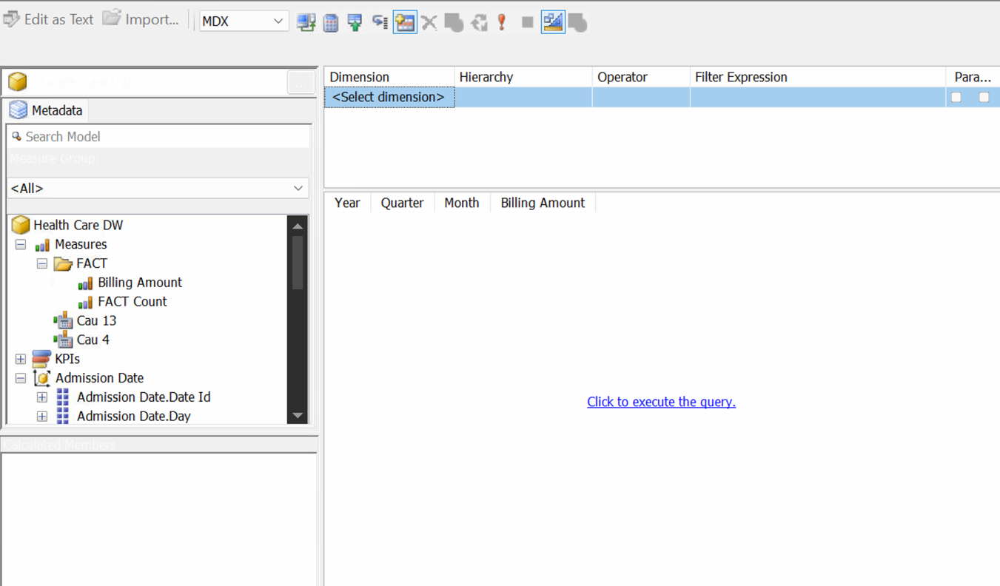 Edit as Text Import... MDX
Health Care DW ...
Metadata
Search Model
Measure Group:
<All>
Health Care DW
Measures
FACT
Billing Amount
FACT Count
Cau 13
Cau 4
KPIs
Admission Date
Admission Date.Date Id
Admission Date.Day
Calculated Members
Dimension Hierarchy Operator Filter Expression Para...
<Select dimension>
Year Quarter Month Billing Amount
Click to execute the query.